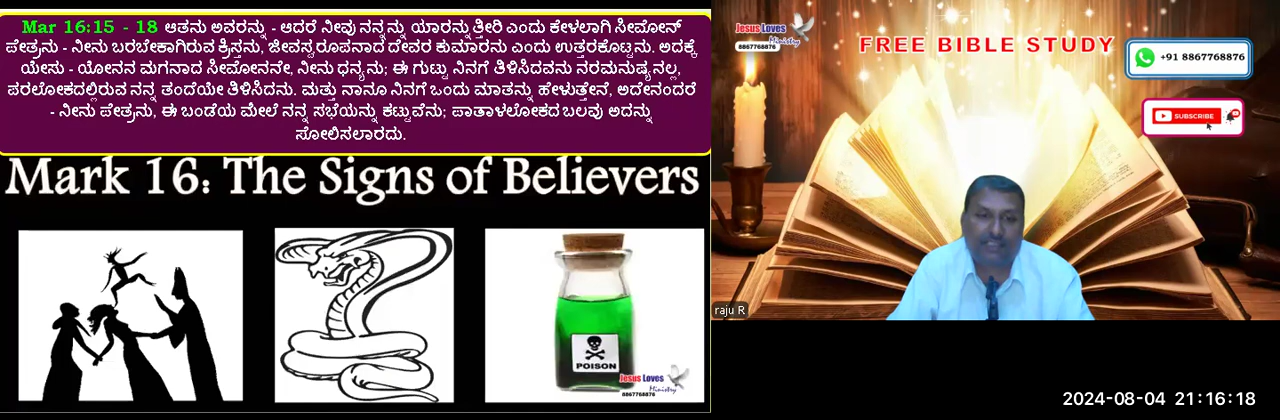 Mar 16:15 - 18 ಆತನು ಅವರನ್ನು - ಆದರೆ ನೀವು ನನ್ನನ್ನು ಯಾರನ್ನುತ್ತೀರಿ ಎಂದು ಕೇಳಲಾಗಿ ಸೀಮೋನ್
ಪೇತ್ರನು - ನೀನು ಬರಬೇಕಾಗಿರುವ ಕ್ರಿಸ್ತನು, ಜೀವಸ್ವರೂಪನಾದ ದೇವರ ಕುಮಾರನು ಎಂದು ಉತ್ತರಕೊಟ್ಟನು. ಅದಕ್ಕೆ
ಯೇಸು - ಯೋನನ ಮಗನಾದ ಸೀಮೋನನೇ, ನೀನು ಧನ್ಯನು; ಈ ಗುಟ್ಟು ನಿನಗೆ ತಿಳಿಸಿದವನು ನರಮನುಷ್ಯನಲ್ಲ,
ಪರಲೋಕದಲ್ಲಿರುವ ನನ್ನ ತಂದೆಯೇ ತಿಳಿಸಿದನು. ಮತ್ತು ನಾನೂ ನಿನಗೆ ಒಂದು ಮಾತನ್ನು ಹೇಳುತ್ತೇನೆ, ಅದೇನಂದರೆ
- ನೀನು ಪೇತ್ರನು, ಈ ಬಂಡೆಯ ಮೇಲೆ ನನ್ನ ಸಭೆಯನ್ನು ಕಟ್ಟುವೆನು; ಪಾತಾಳಲೋಕದ ಬಲವು ಅದನ್ನು
ಸೋಲಿಸಲಾರದು.
Mark 16: The Signs of Believers
POISON
Jesus Loves
Ministry
8867768876
Jesus Loves
Ministry
8867768876
FREE BIBLE STUDY
+91 8867768876
SUBSCRIBE
raju R
2024-08-04 21:16:18